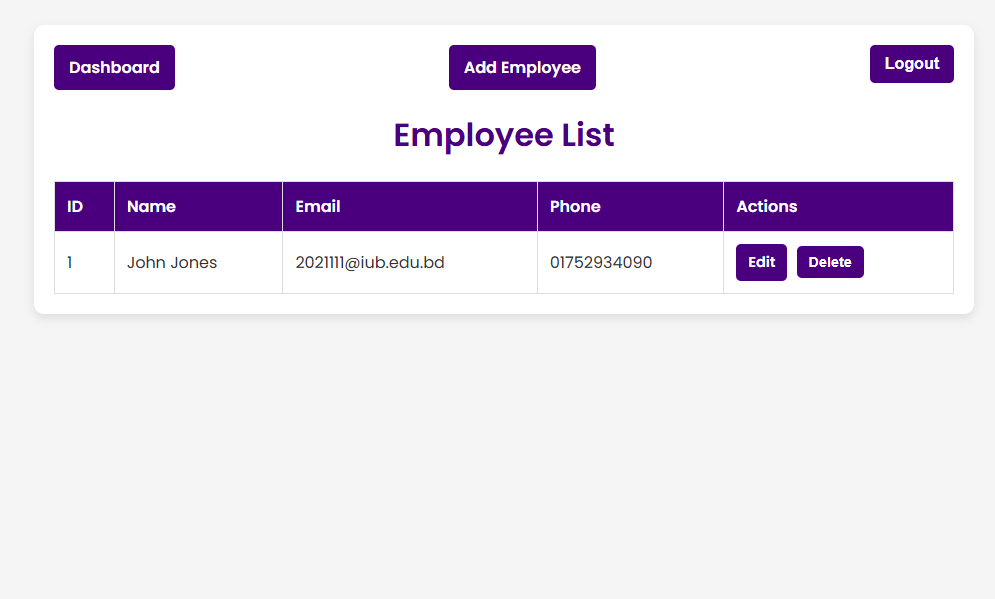 Dashboard Add Employee Logout
Employee List
ID Name Email Phone Actions
1 John Jones 2021111@iub.edu.bd 01752934090 Edit Delete